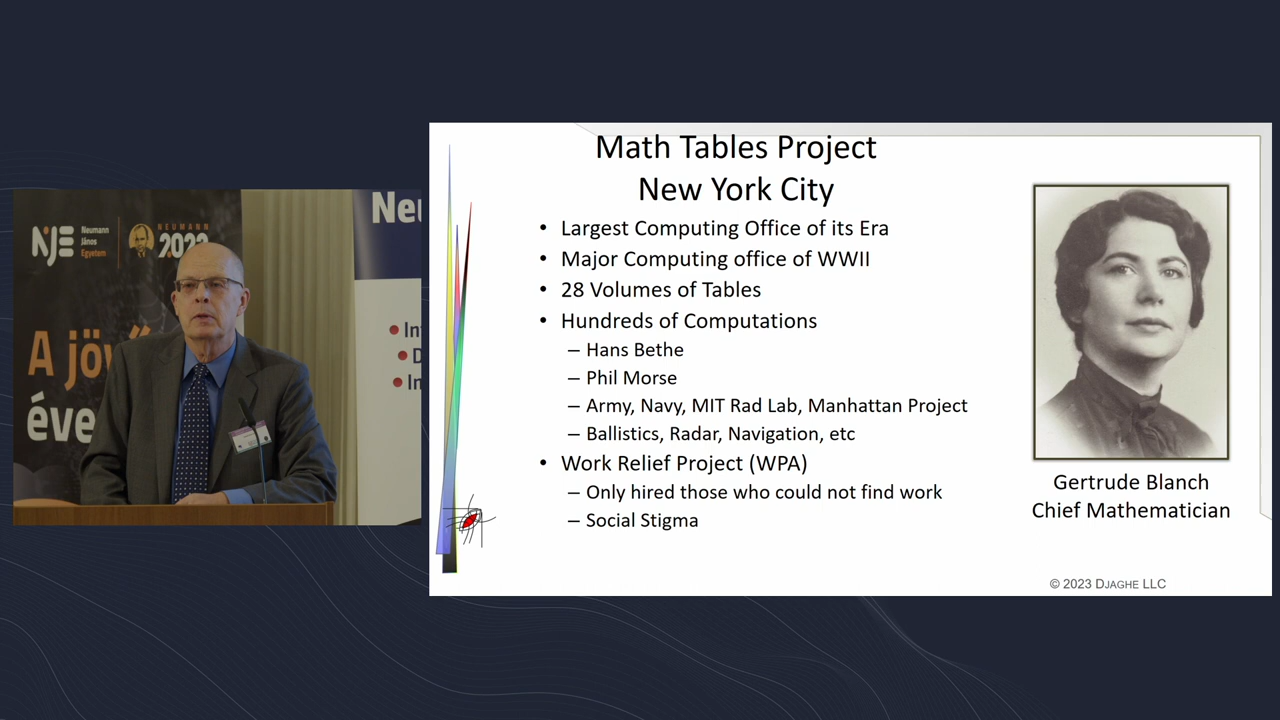 NJE
Neumann
János
Egyetem
NEUMANN
A jöv
éve
Math Tables Project
New York City
• Largest Computing Office of its Era
• Major Computing office of WWII
• 28 Volumes of Tables
• Hundreds of Computations
– Hans Bethe
– Phil Morse
– Army, Navy, MIT Rad Lab, Manhattan Project
– Ballistics, Radar, Navigation, etc
• Work Relief Project (WPA)
– Only hired those who could not find work
– Social Stigma
Gertrude Blanch
Chief Mathematician
© 2023 DJAGHE LLC